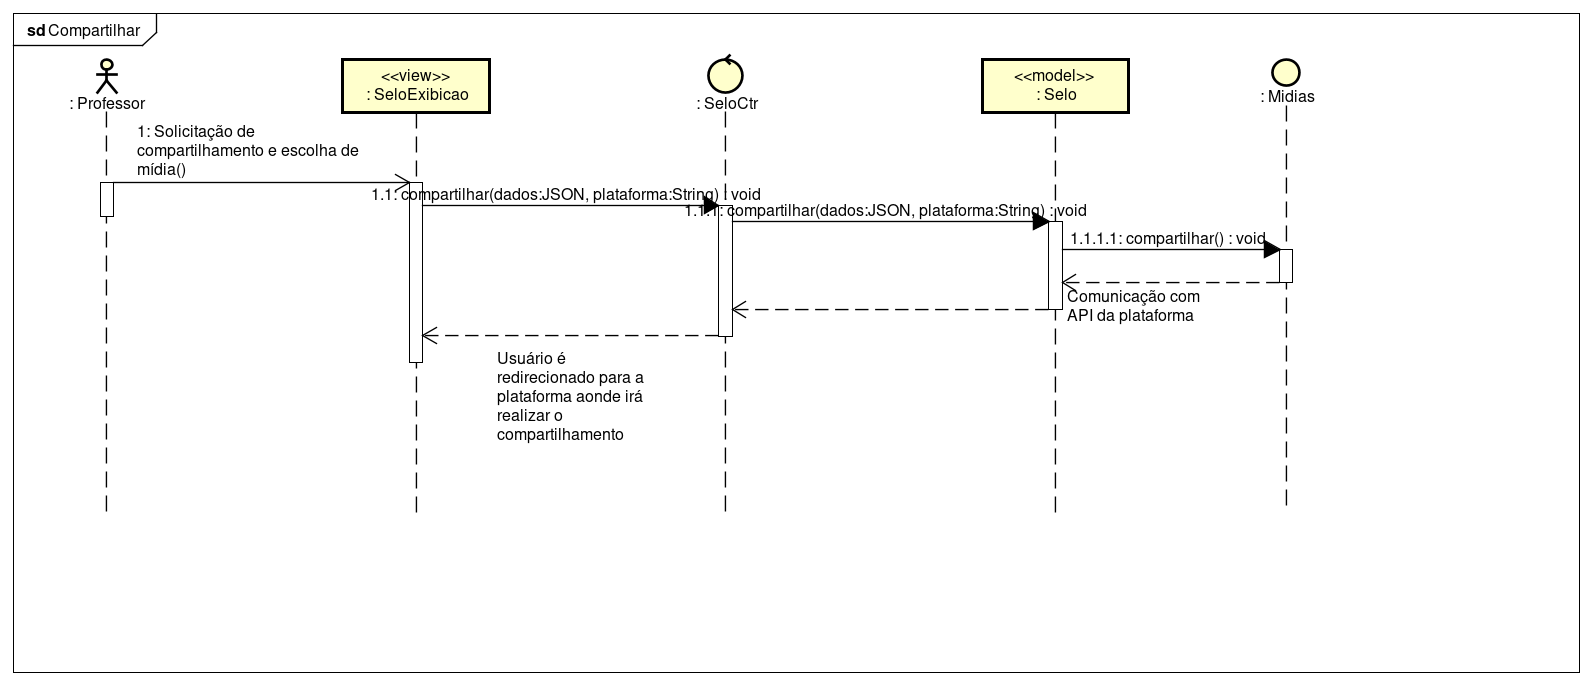 sd Compartilhar
: Professor
<<view>>
: SeloExibicao
: SeloCtr
<<model>>
: Selo
: Midias
1: Solicitação de
compartilhamento e escolha de
mídia()
1.1: compartilhar(dados:JSON, plataforma:String) : void
1.1.1: compartilhar(dados:JSON, plataforma:String) : void
1.1.1.1: compartilhar() : void
Comunicação com
API da plataforma
Usuário é
redirecionado para a
plataforma aonde irá
realizar o
compartilhamento